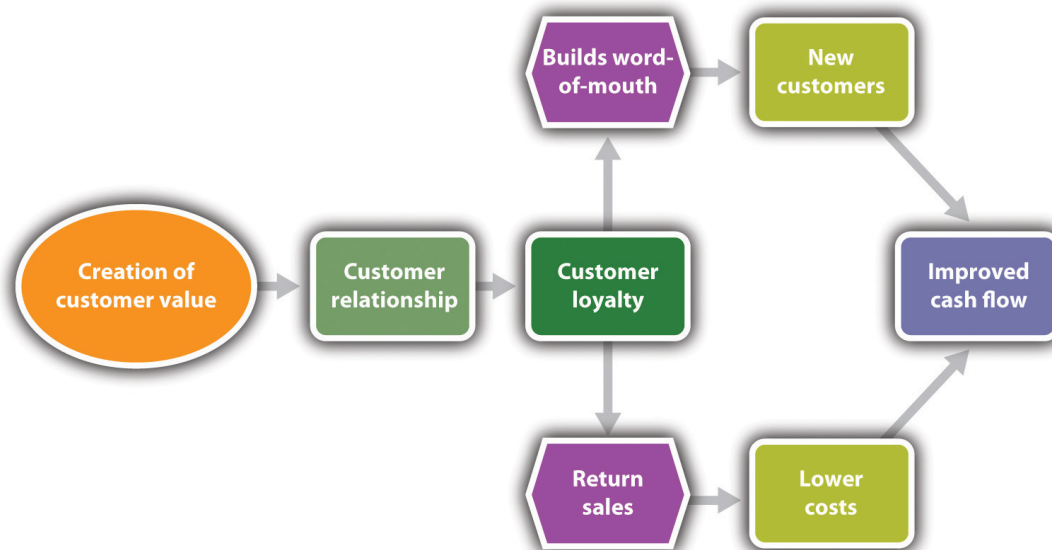 Builds word-
of-mouth
New
customers
Creation of
customer value
Customer
relationship
Customer
loyalty
Improved
cash flow
Return
sales
Lower
costs